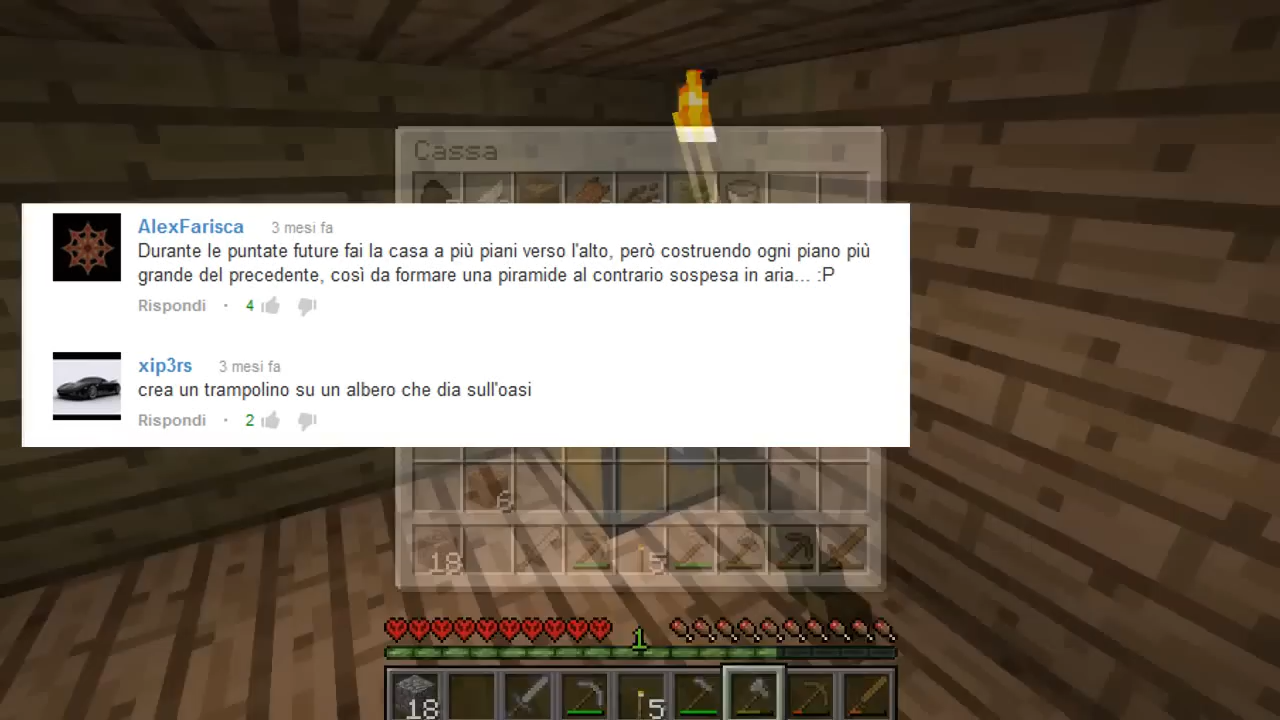 Cassa
AlexFarisca 3 mesi fa
Durante le puntate future fai la casa a più piani verso l'alto, però costruendo ogni piano più
grande del precedente, così da formare una piramide al contrario sospesa in aria... :P
Rispondi · 4
xip3rs 3 mesi fa
crea un trampolino su un albero che dia sull'oasi
Rispondi · 2
6
18 5
1
18 5